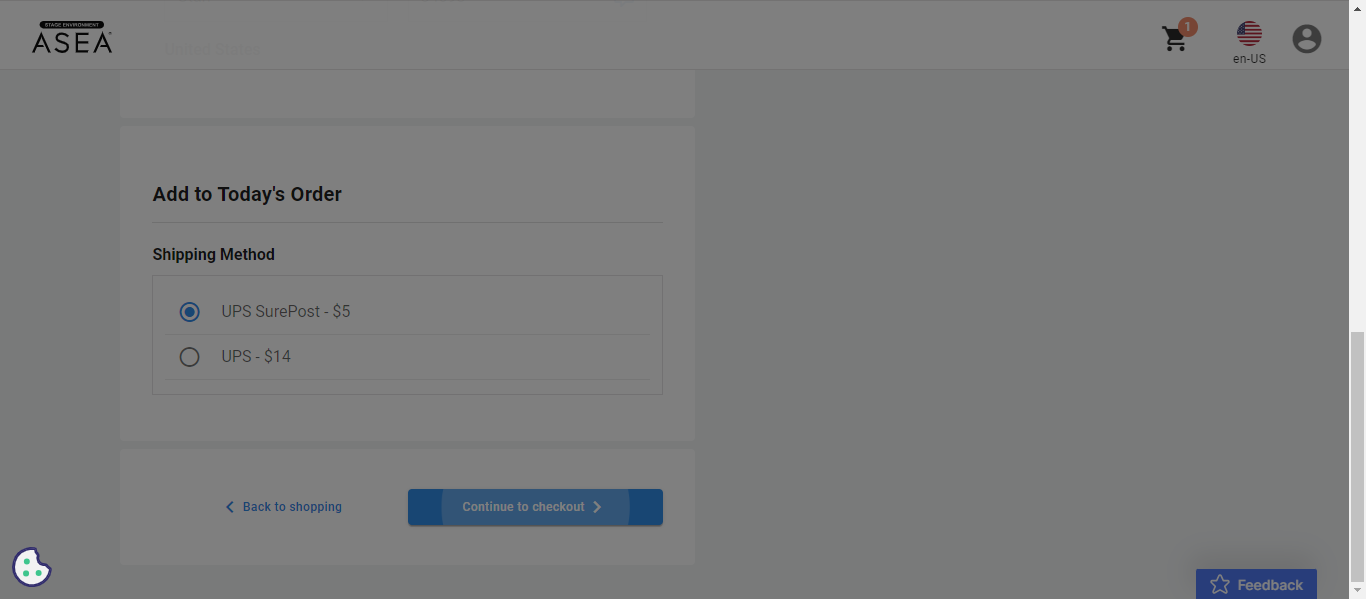 STAGE ENVIRONMENT
ASEA
United States
1
en-US
Add to Today's Order
Shipping Method
UPS SurePost - $5
UPS - $14
Back to shopping
Continue to checkout
Feedback